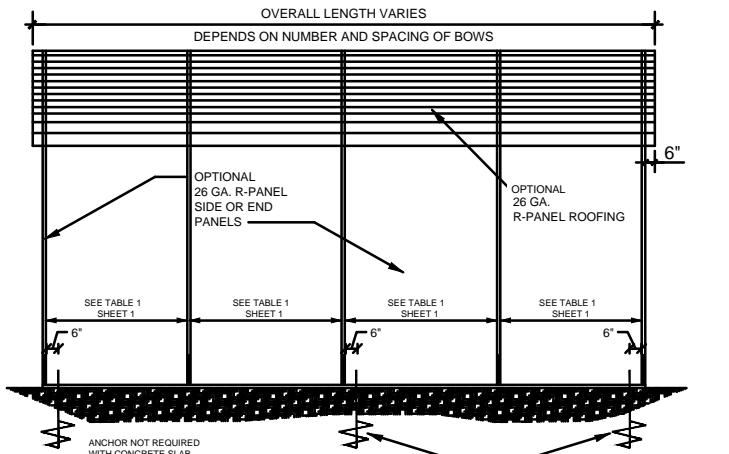 OVERALL LENGTH VARIES
DEPENDS ON NUMBER AND SPACING OF BOWS
6"
OPTIONAL
26 GA. R-PANEL
SIDE OR END
PANELS
OPTIONAL
26 GA.
R-PANEL ROOFING
SEE TABLE 1
SHEET 1
SEE TABLE 1
SHEET 1
SEE TABLE 1
SHEET 1
SEE TABLE 1
SHEET 1
6"
6"
6"
ANCHOR NOT REQUIRED
WITH CONCRETE SLAB